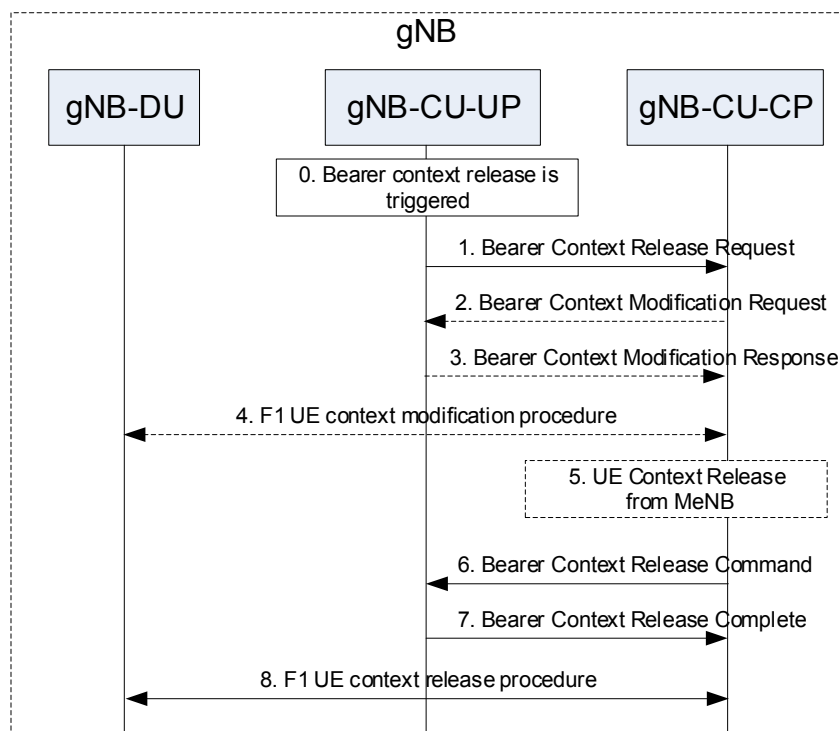 gNB
gNB-DU
gNB-CU-UP
gNB-CU-CP
0. Bearer context release is
triggered
1. Bearer Context Release Request
2. Bearer Context Modification Request
3. Bearer Context Modification Response
4. F1 UE context modification procedure
5. UE Context Release
from MeNB
6. Bearer Context Release Command
7. Bearer Context Release Complete
8. F1 UE context release procedure